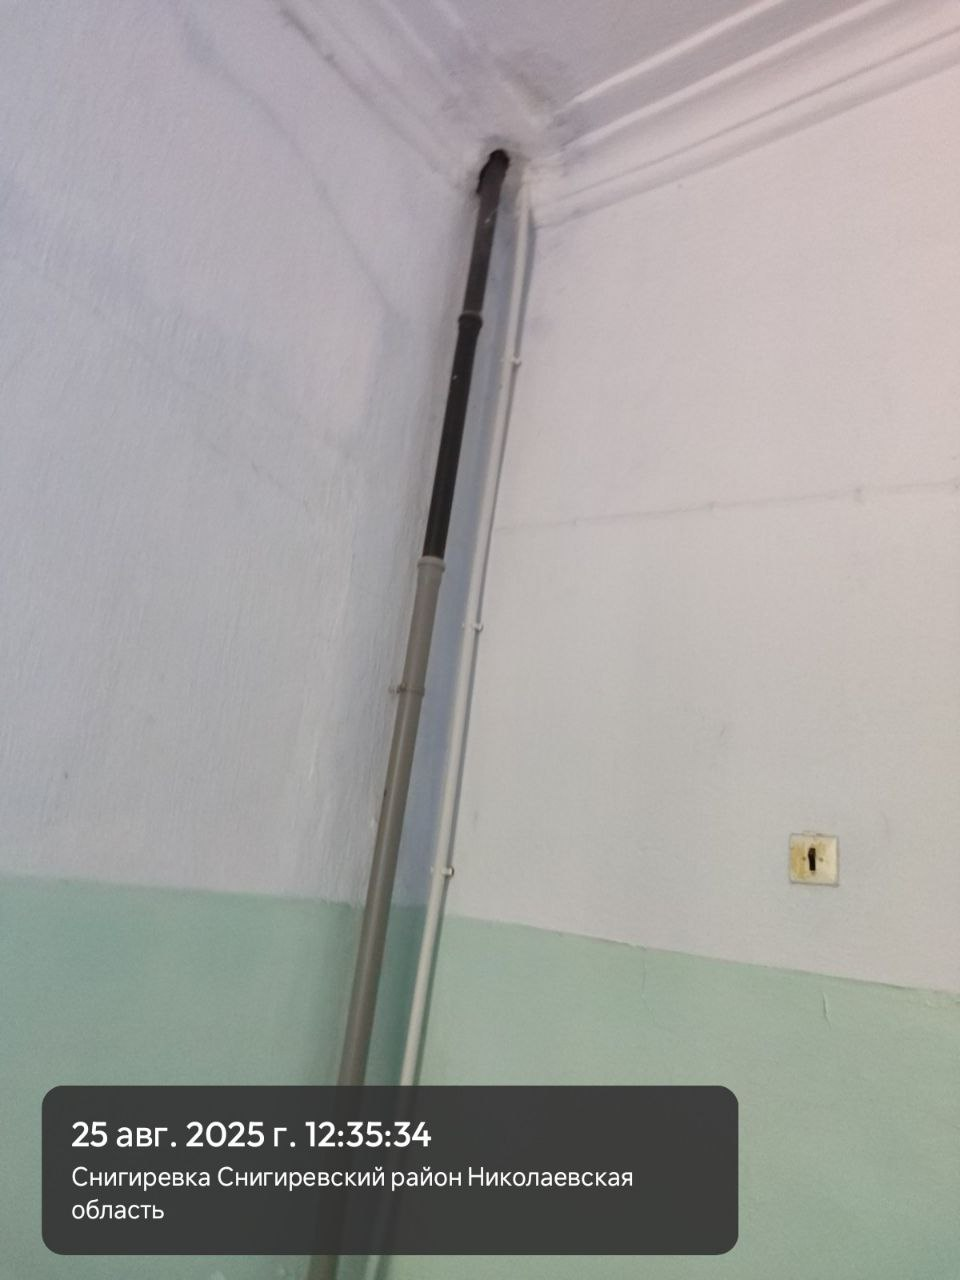 25 авг. 2025 г. 12:35:34
Снигиревка Снигиревский район Николаевская
область